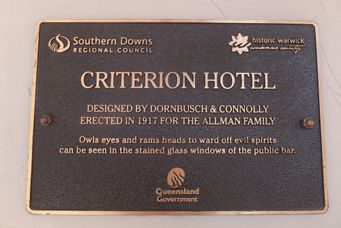 Southern Downs
REGIONAL COUNCIL
historic warwick
CRITERION HOTEL
DESIGNED BY DORNBUSCH & CONNOLLY
ERECTED IN 1917 FOR THE ALLMAN FAMILY
Owls eyes and rams heads to ward off evil spirits
can be seen in the stained glass windows of the public bar.
Queensland
Government